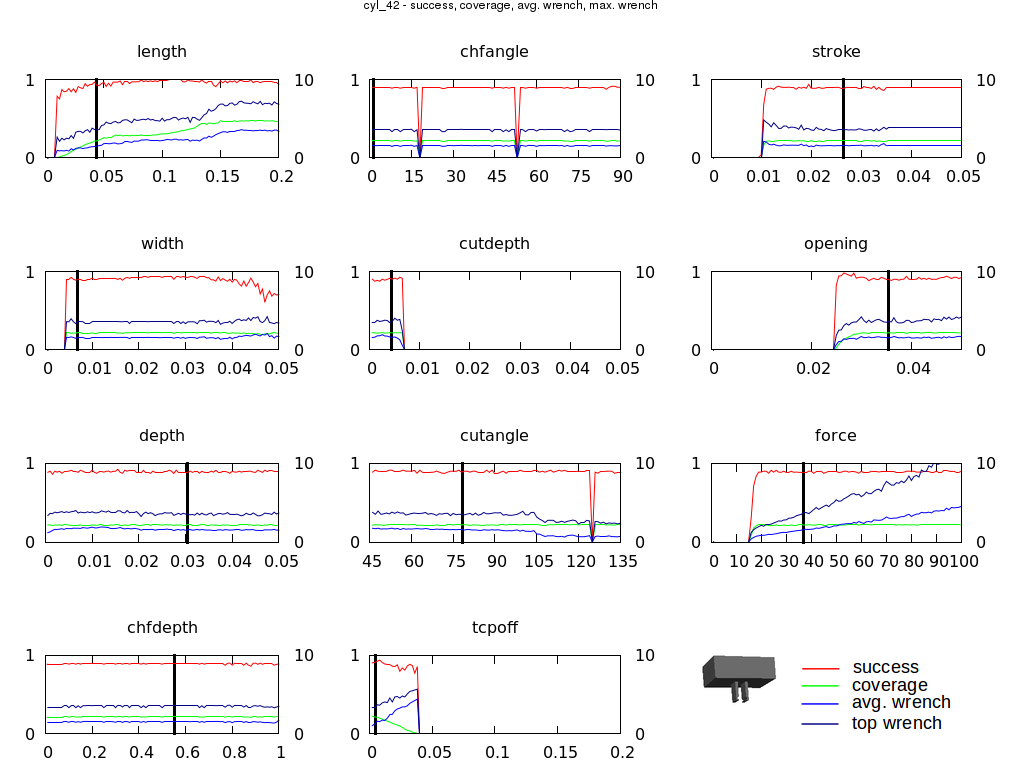 cyl_42 - success, coverage, avg. wrench, max. wrench
length chfangle stroke
1 10 1 10 1 10
0 0 0 0 0 0
0 0.05 0.1 0.15 0.2 0 15 30 45 60 75 90 0 0.01 0.02 0.03 0.04 0.05
width cutdepth opening
1 10 1 10 1 10
0 0 0 0 0 0
0 0.01 0.02 0.03 0.04 0.05 0 0.01 0.02 0.03 0.04 0.05 0 0.02 0.04
depth cutangle force
1 10 1 10 1 10
0 0 0 0 0 0
0 0.01 0.02 0.03 0.04 0.05 45 60 75 90 105 120 135 0 10 20 30 40 50 60 70 80 90100
chfdepth tcpoff
1 10 1 10
0 0 0 0
0 0.2 0.4 0.6 0.8 1 0 0.05 0.1 0.15 0.2
success
coverage
avg. wrench
top wrench